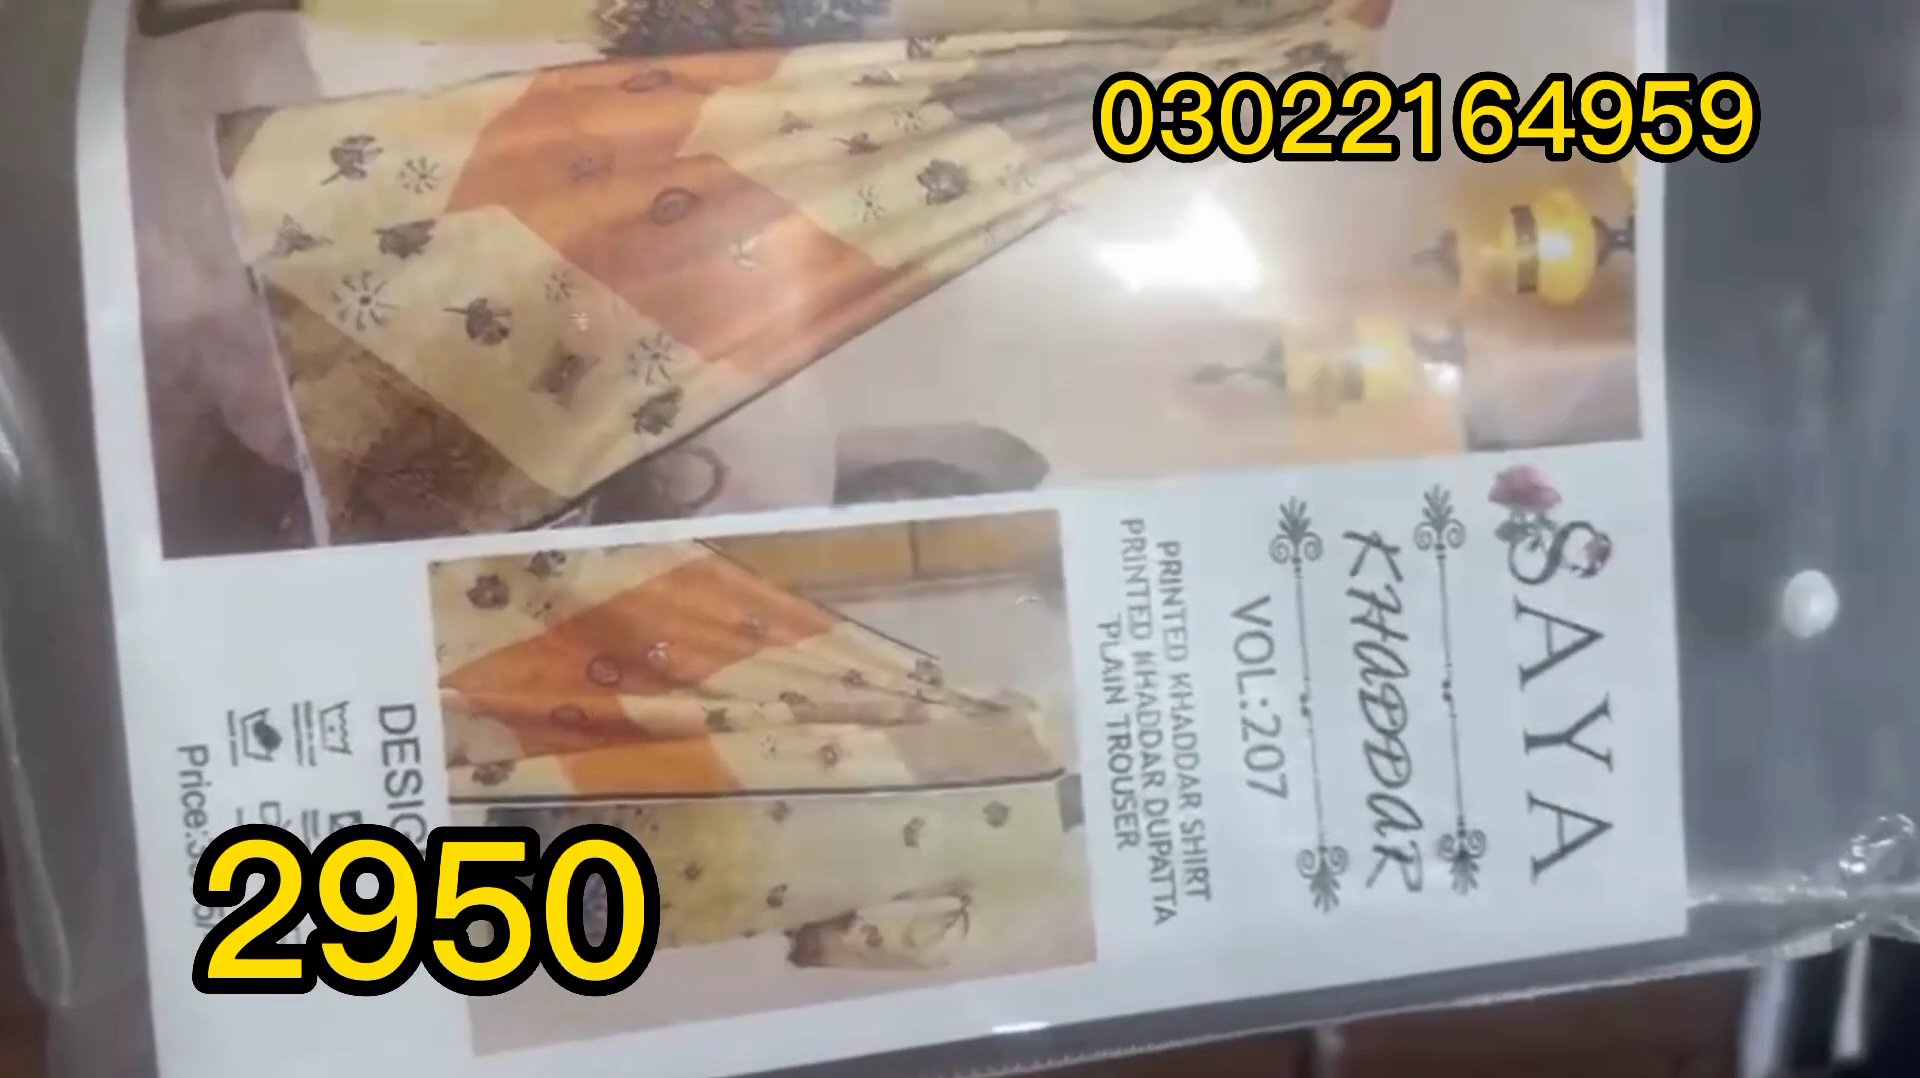 03022164959
SAYA
KHADDAR
VOL:207
PRINTED KHADDAR SHIRT
PRINTED KHADDAR DUPATTA
PLAIN TROUSER
2950